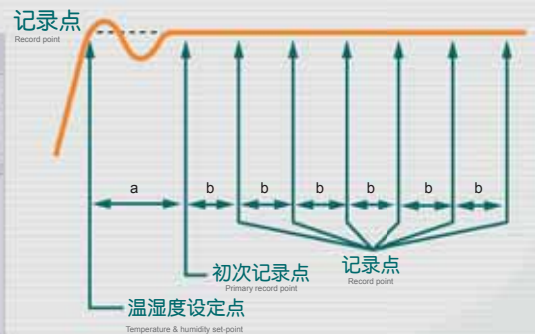 记录点
Record point
a b b b b b b
初次记录点
Primary record point
记录点
Record point
温湿度设定点
Temperature & humidity set-point